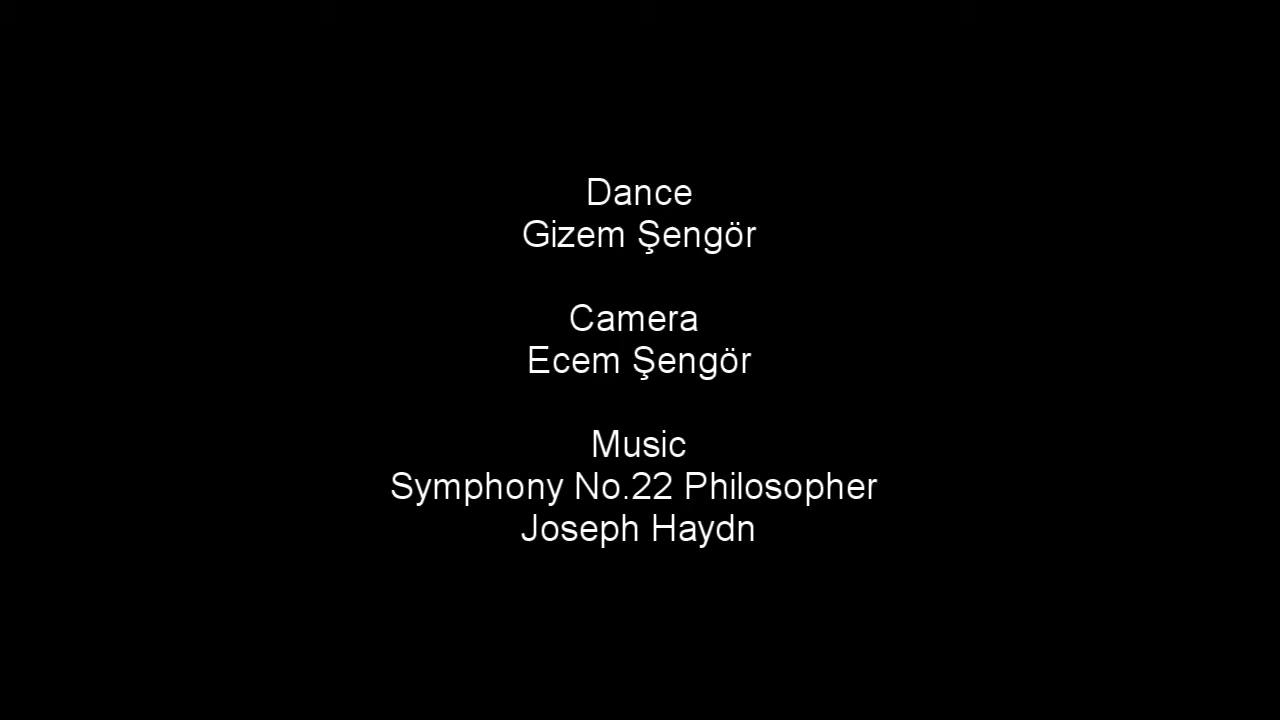 Dance
Gizem Şengör
Camera
Ecem Şengör
Music
Symphony No.22 Philosopher
Joseph Haydn